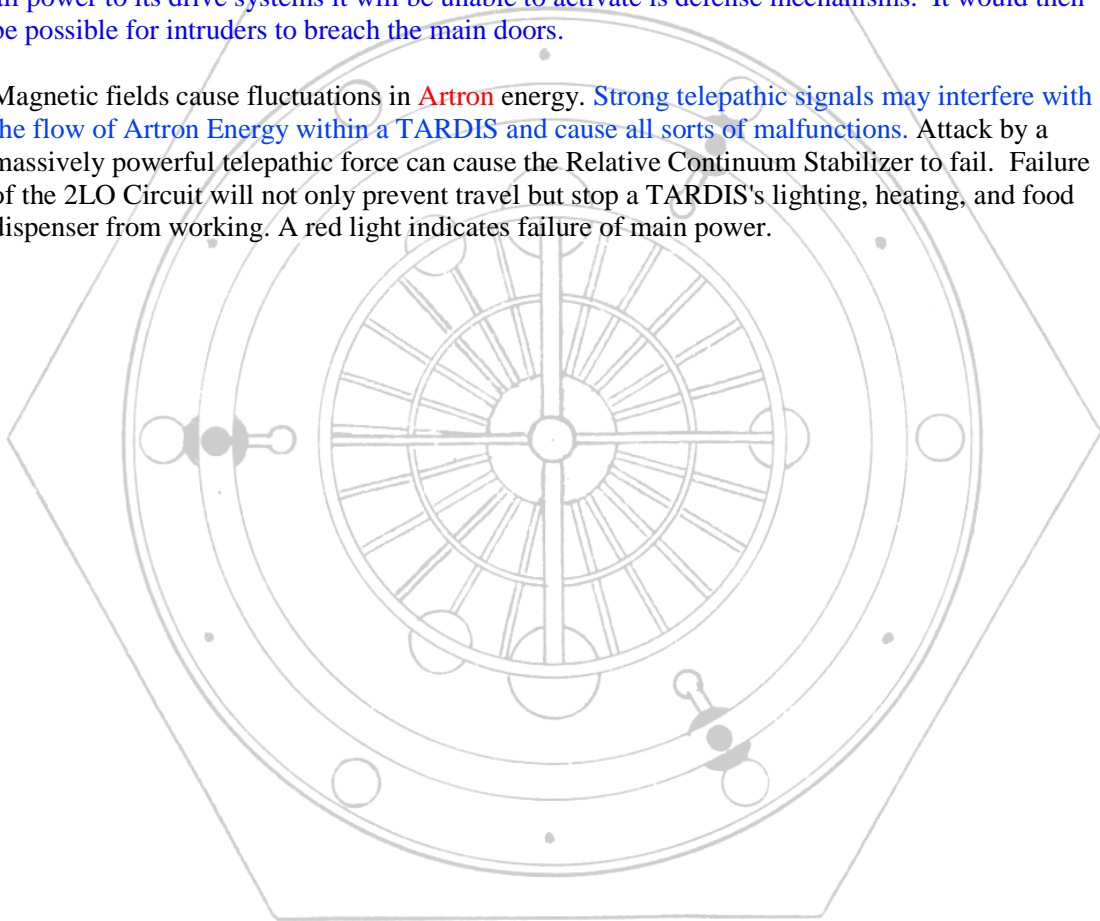 all power to its drive systems it will be unable to activate is defense mechanisms. It would then
be possible for intruders to breach the main doors.
Magnetic fields cause fluctuations in Artron energy. Strong telepathic signals may interfere with
the flow of Artron Energy within a TARDIS and cause all sorts of malfunctions. Attack by a
massively powerful telepathic force can cause the Relative Continuum Stabilizer to fail. Failure
of the 2LO Circuit will not only prevent travel but stop a TARDIS's lighting, heating, and food
dispenser from working. A red light indicates failure of main power.